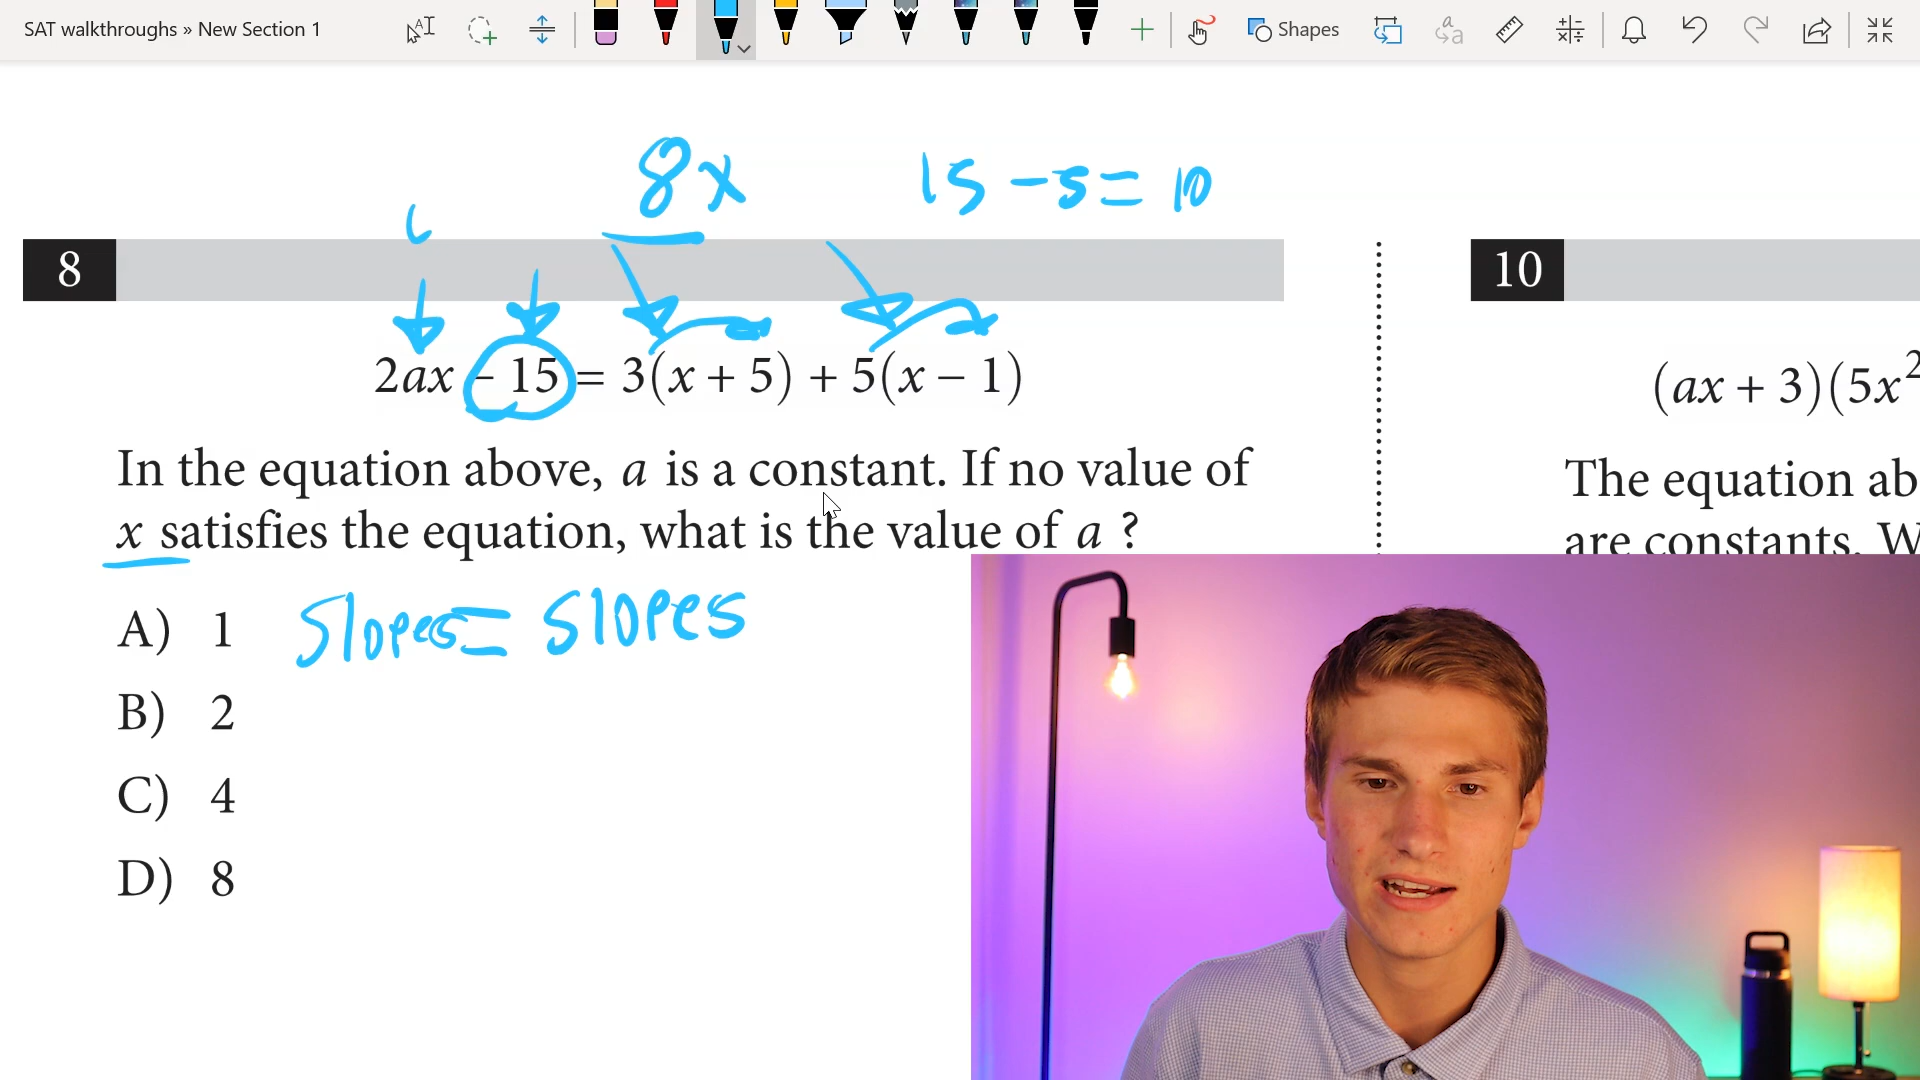 SAT walkthroughs » New Section 1
Shapes
8x
15 - 5 = 10
8
10
2ax - 15 = 3(x + 5) + 5(x - 1)
In the equation above, a is a constant. If no value of
x satisfies the equation, what is the value of a ?
A) 1
Slopes = Slopes
B) 2
C) 4
D) 8
(ax + 3)(5x²
The equation ab
are constants. W